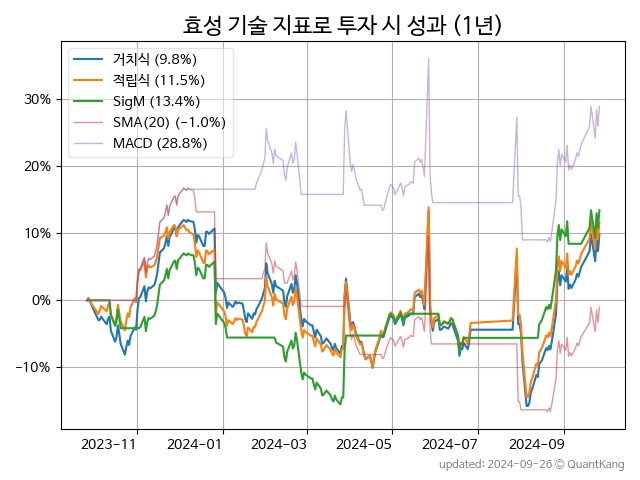 효성 기술 지표로 투자 시 성과 (1년)
거치식 (9.8%)
적립식 (11.5%)
SigM (13.4%)
SMA(20) (-1.0%)
MACD (28.8%)
30%
20%
10%
0%
-10%
2023-11 2024-01 2024-03 2024-05 2024-07 2024-09
updated: 2024-09-26 © QuantKang